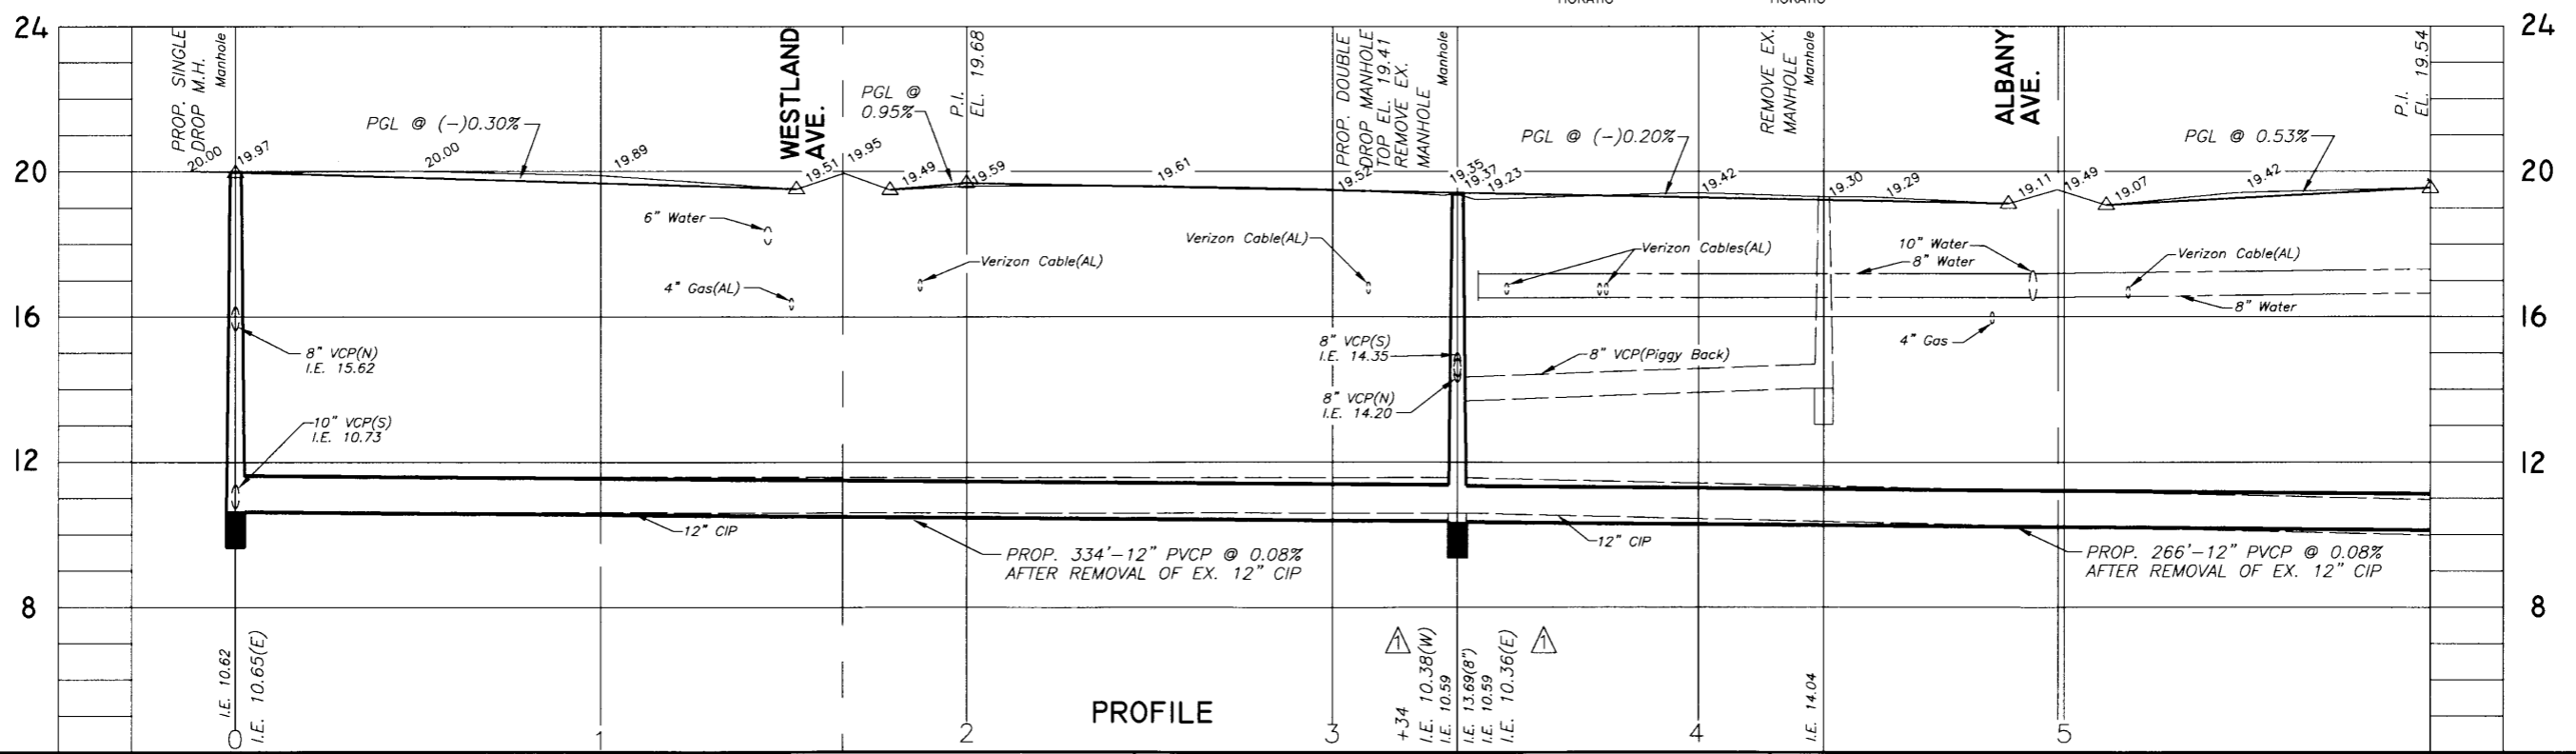 24
20
16
12
8
24
20
16
12
8
PROP. SINGLE
DROP M.H.
Manhole
20.00
19.97
PGL @ (-)0.30%
20.00
19.89
WESTLAND
AVE.
19.51
19.95
PGL @
0.95%
19.49
P.I.
EL. 19.68
19.59
19.61
PROP. DOUBLE
DROP MANHOLE
TOP EL. 19.41
REMOVE EX.
MANHOLE
Manhole
19.52
19.35
19.37
19.23
PGL @ (-)0.20%
19.42
REMOVE EX.
MANHOLE
Manhole
19.30
19.29
ALBANY
AVE.
19.11
19.49
19.07
PGL @ 0.53%
19.42
P.I.
EL. 19.54
6" Water
4" Gas(AL)
Verizon Cable(AL)
Verizon Cable(AL)
Verizon Cables(AL)
10" Water
8" Water
Verizon Cable(AL)
8" Water
4" Gas
8" VCP(N)
I.E. 15.62
10" VCP(S)
I.E. 10.73
8" VCP(S)
I.E. 14.35
8" VCP(N)
I.E. 14.20
8" VCP(Piggy Back)
12" CIP
PROP. 334'-12" PVCP @ 0.08%
AFTER REMOVAL OF EX. 12" CIP
12" CIP
PROP. 266'-12" PVCP @ 0.08%
AFTER REMOVAL OF EX. 12" CIP
I.E. 10.62
I.E. 10.65(E)
1
+34
I.E. 10.38(W)
I.E. 10.59
I.E. 13.69(8")
I.E. 10.59
I.E. 10.36(E)
1
I.E. 14.04
PROFILE
0
1
2
3
4
5